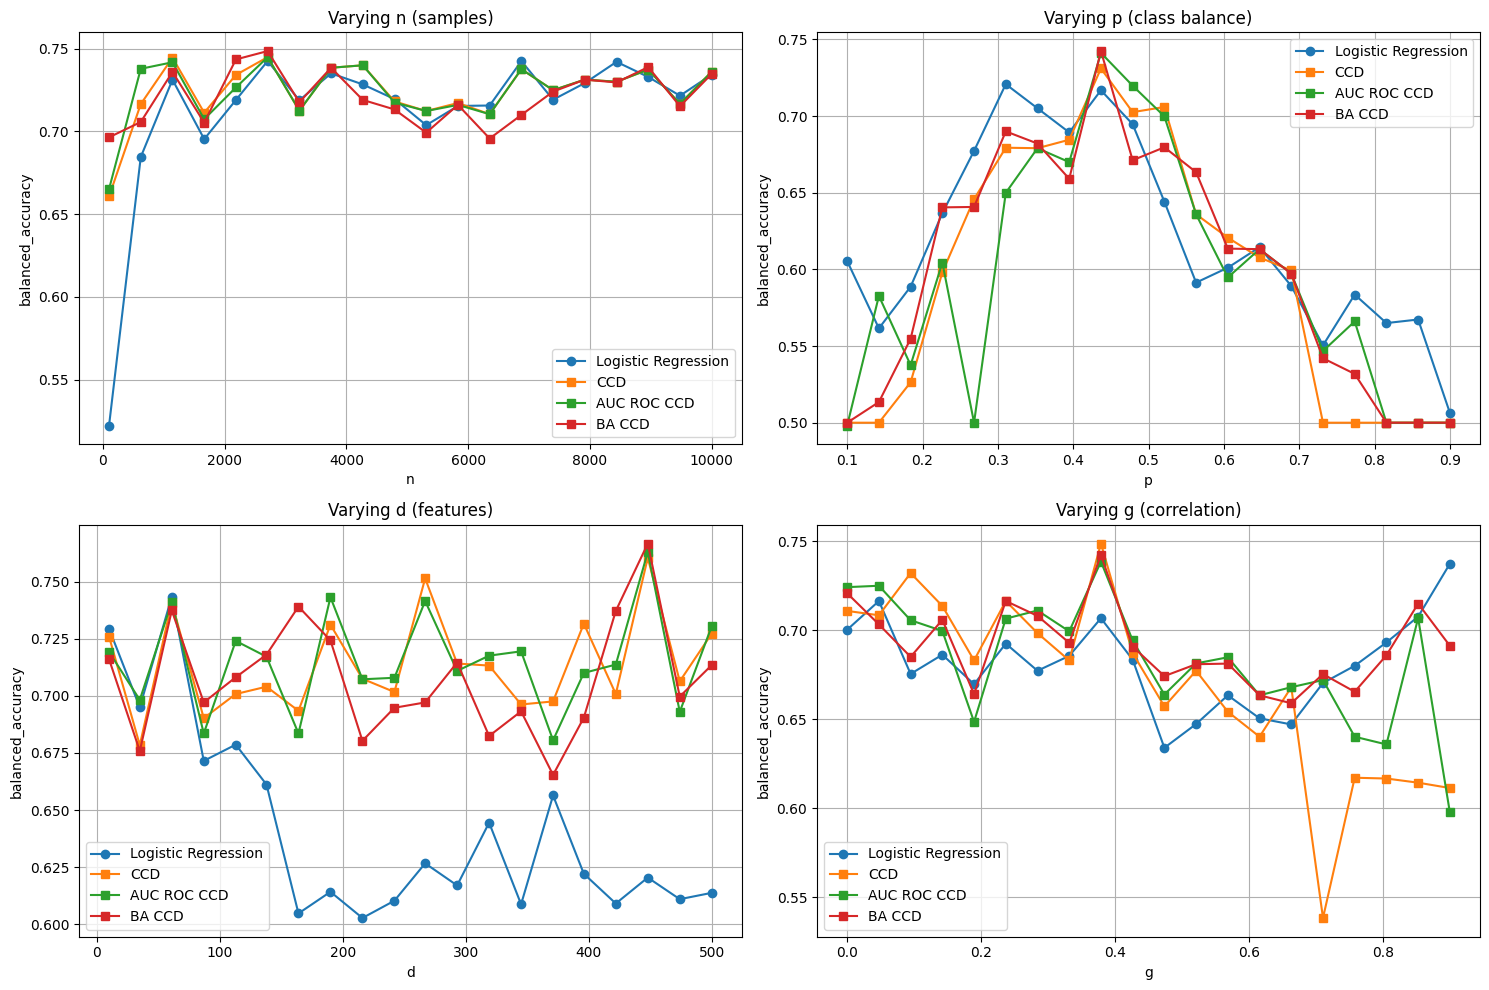 Varying n (samples)
balanced_accuracy
0.75
0.70
0.65
0.60
0.55
0
2000
4000
6000
8000
10000
n
Logistic Regression
CCD
AUC ROC CCD
BA CCD
Varying p (class balance)
balanced_accuracy
0.75
0.70
0.65
0.60
0.55
0.50
0.1
0.2
0.3
0.4
0.5
0.6
0.7
0.8
0.9
p
Logistic Regression
CCD
AUC ROC CCD
BA CCD
Varying d (features)
balanced_accuracy
0.750
0.725
0.700
0.675
0.650
0.625
0.600
0
100
200
300
400
500
d
Logistic Regression
CCD
AUC ROC CCD
BA CCD
Varying g (correlation)
balanced_accuracy
0.75
0.70
0.65
0.60
0.55
0.0
0.2
0.4
0.6
0.8
g
Logistic Regression
CCD
AUC ROC CCD
BA CCD